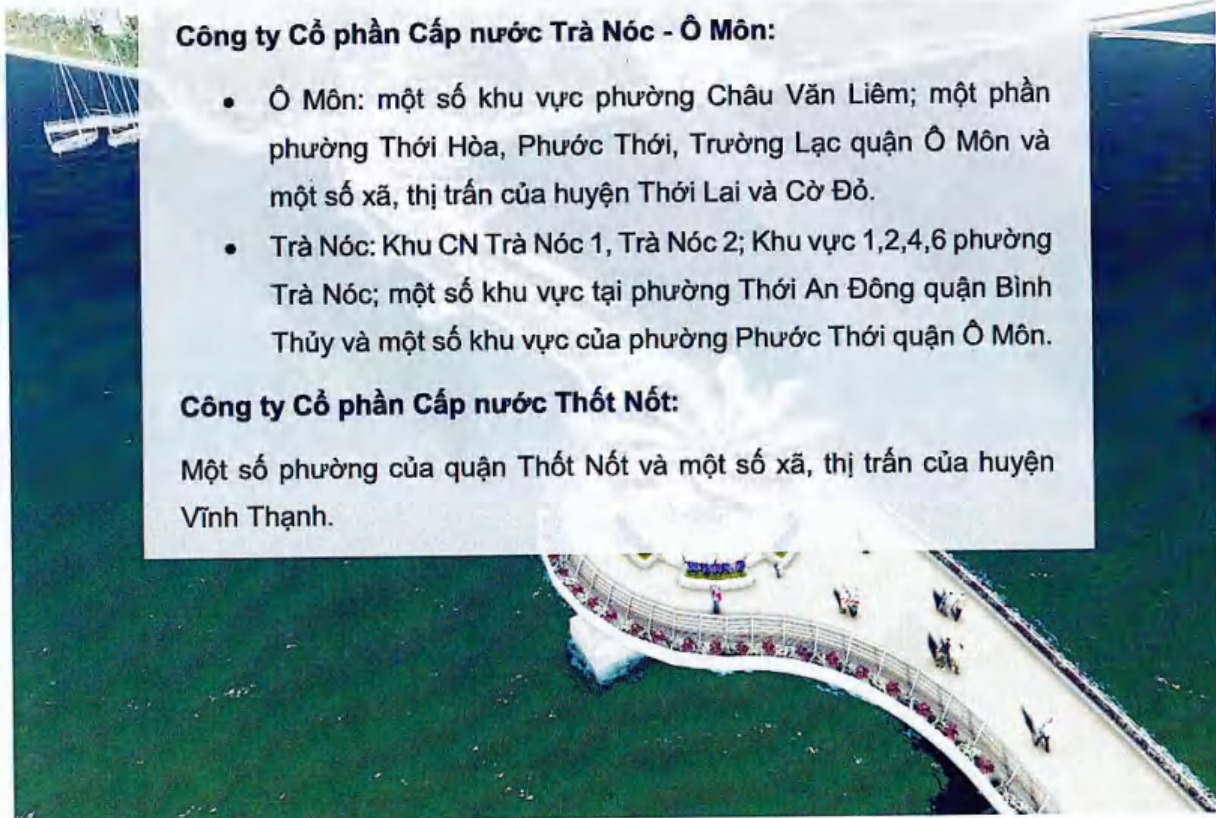 Công ty Cổ phần Cấp nước Trà Nóc - Ô Môn:
• Ô Môn: một số khu vực phường Châu Văn Liêm; một phần
phường Thới Hòa, Phước Thới, Trường Lạc quận Ô Môn và
một số xã, thị trấn của huyện Thới Lai và Cờ Đỏ.
• Trà Nóc: Khu CN Trà Nóc 1, Trà Nóc 2; Khu vực 1,2,4,6 phường
Trà Nóc; một số khu vực tại phường Thới An Đông quận Bình
Thủy và một số khu vực của phường Phước Thới quận Ô Môn.
Công ty Cổ phần Cấp nước Thốt Nốt:
Một số phường của quận Thốt Nốt và một số xã, thị trấn của huyện
Vĩnh Thạnh.